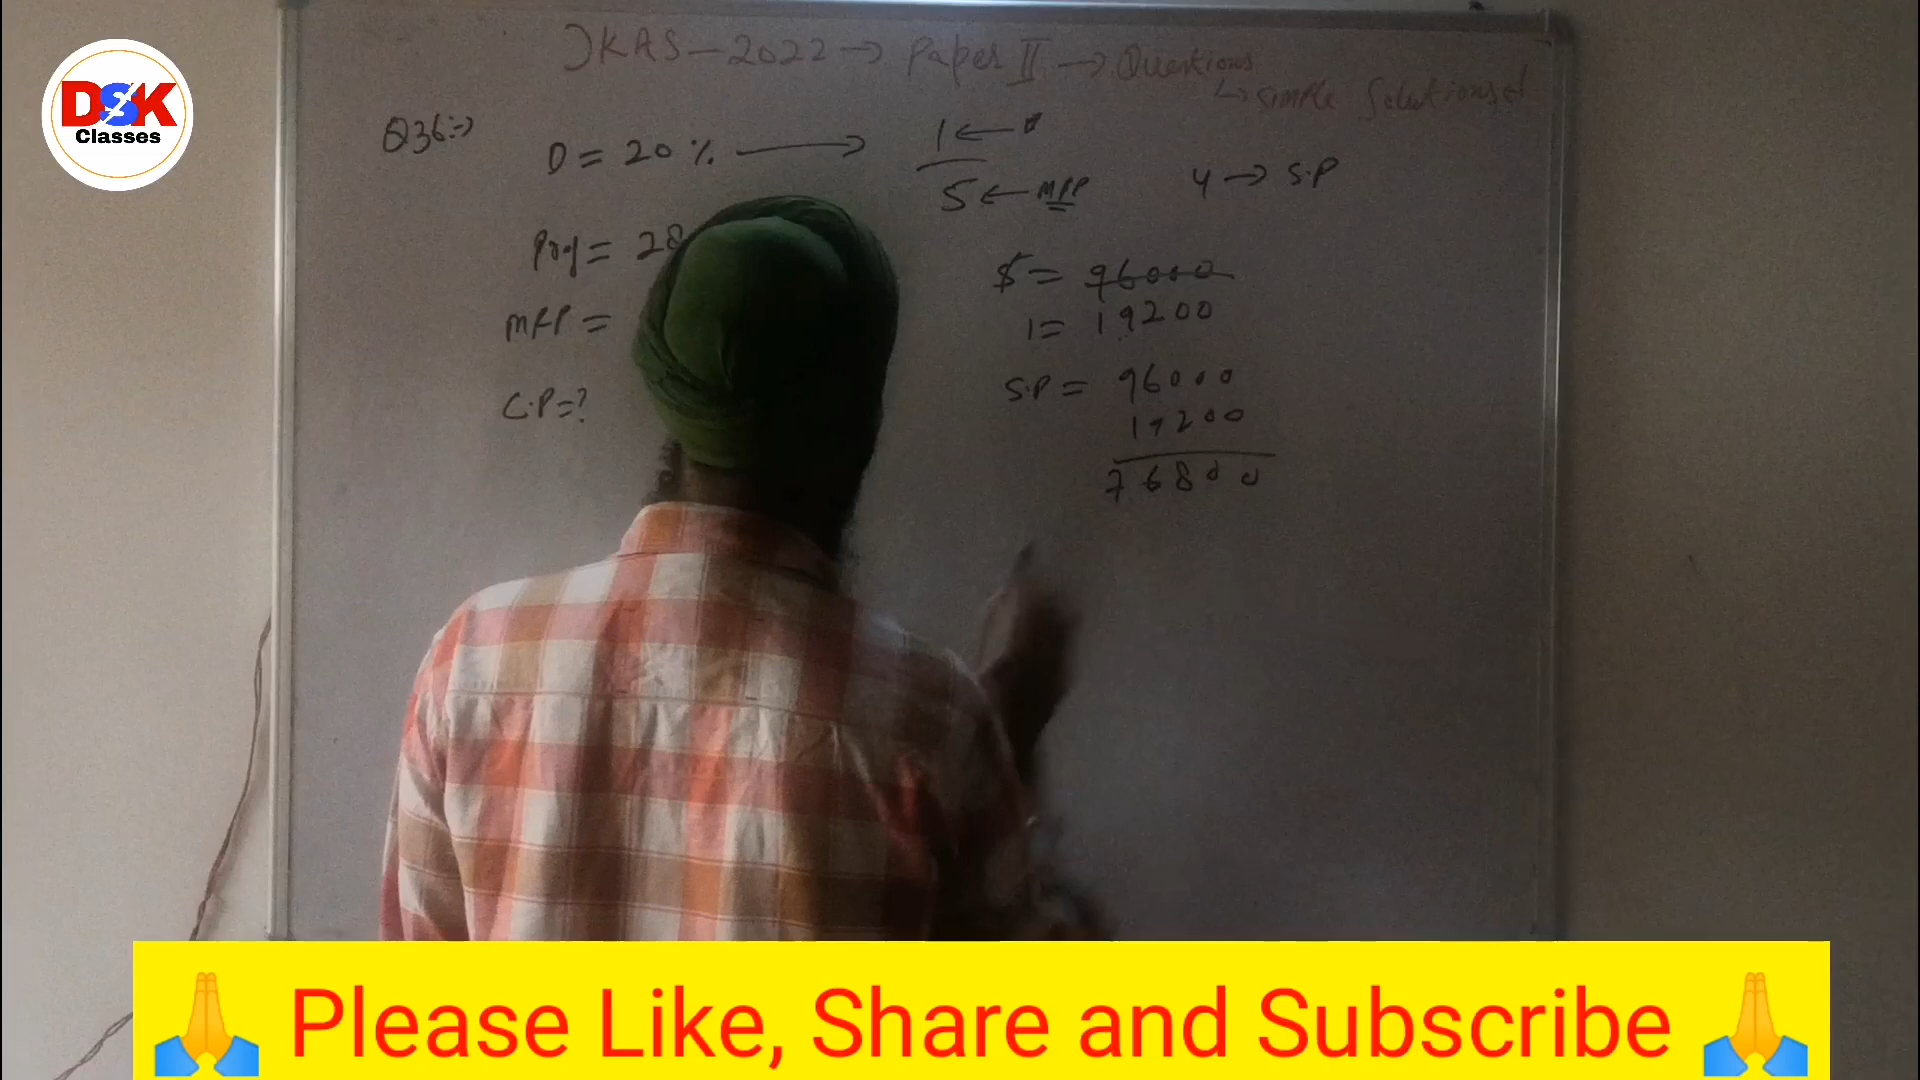 DSK
Classes
JKAS – 2022 → Paper II → Questions
↳ simple Solutions
Q36:→
D = 20 % → 1 ←
5 ← MRP
4 → S.P
= 28
MRP =
C.P = ?
5 = 96000
1 = 19200
S.P = 96000
19200
76800
🙏 Please Like, Share and Subscribe 🙏